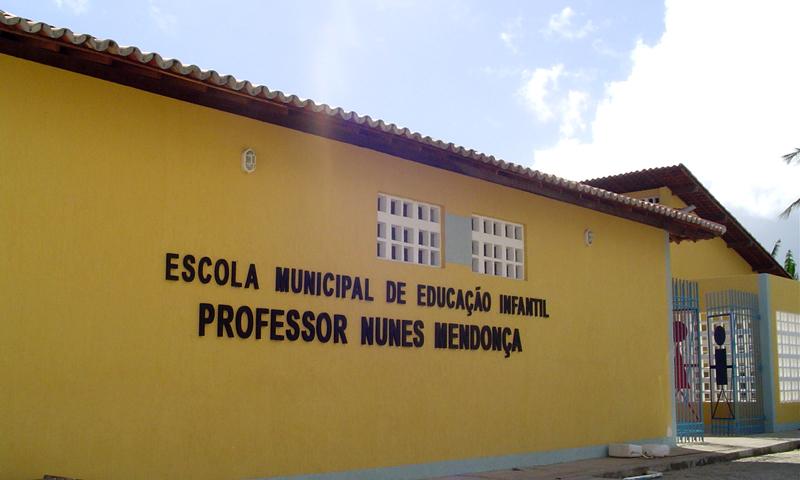 ESCOLA MUNICIPAL DE EDUCAÇÃO INFANTIL
PROFESSOR NUNES MENDONÇA